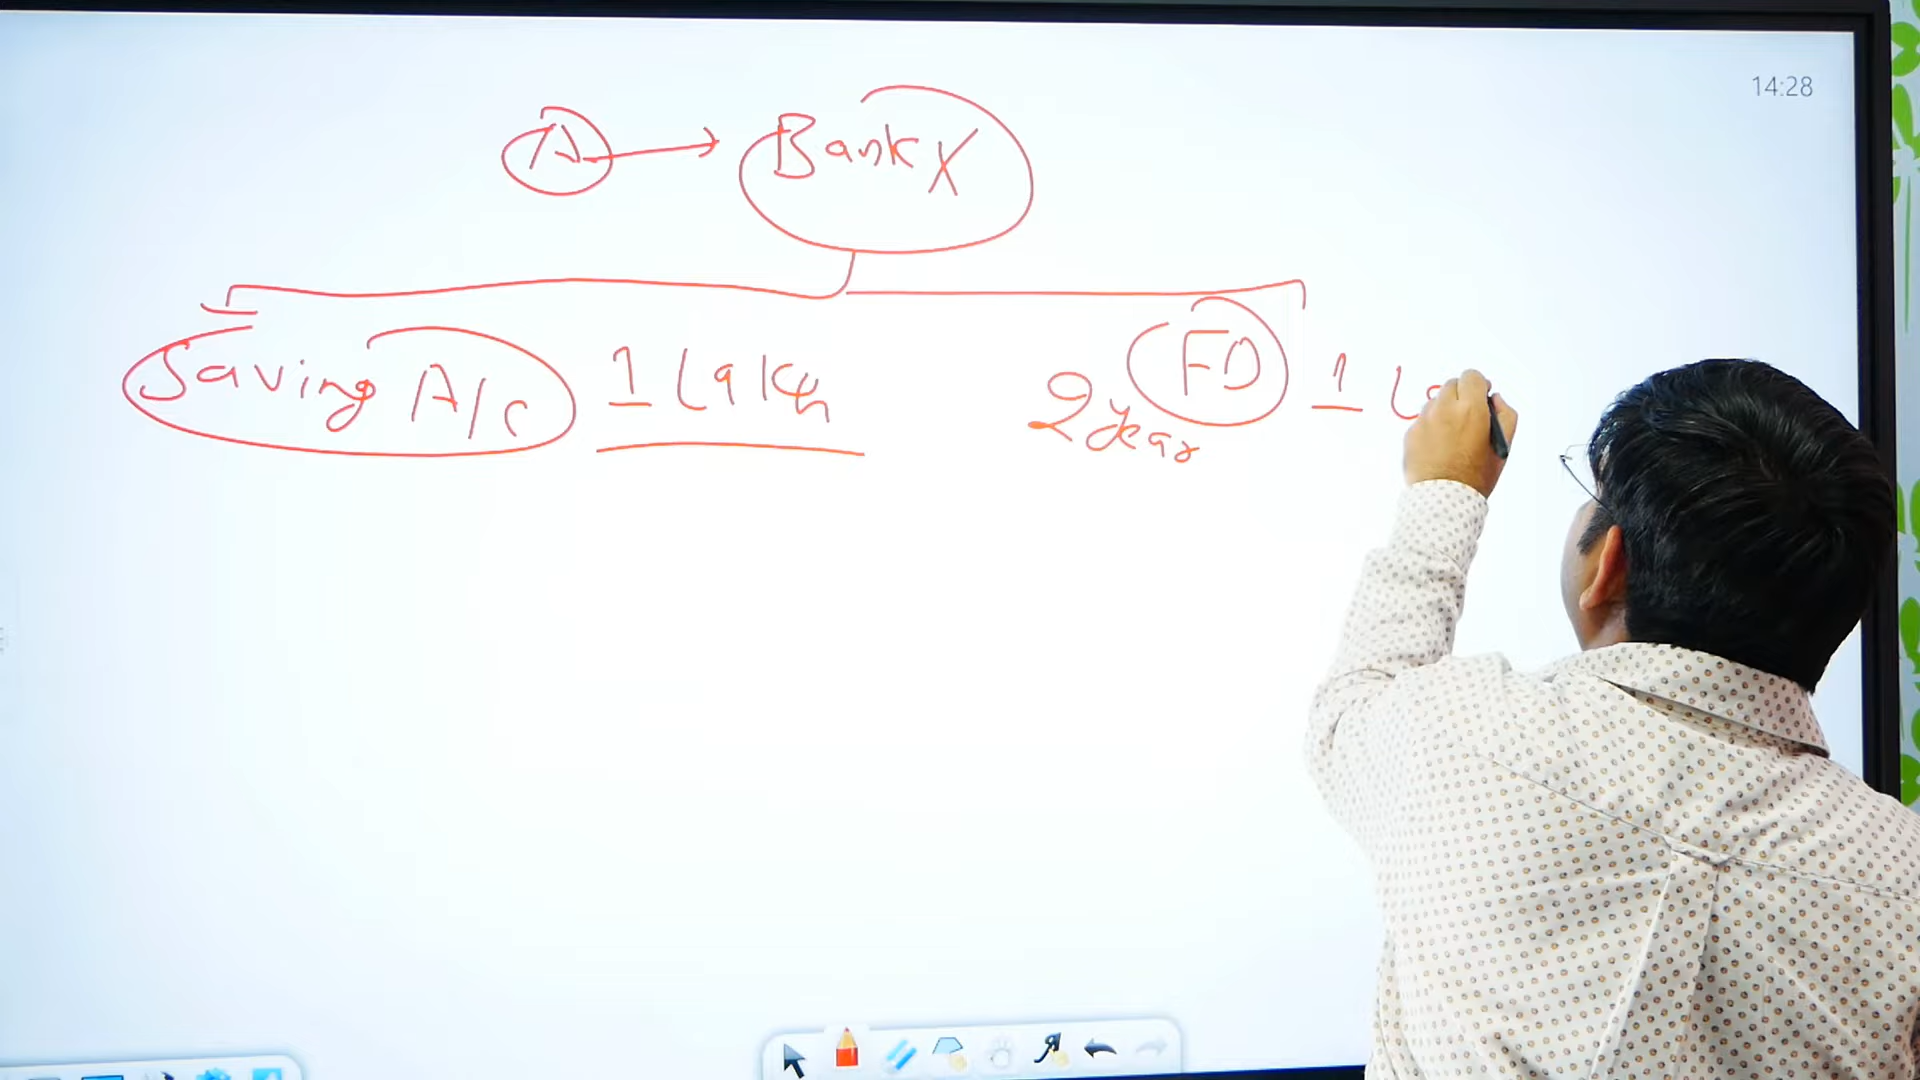 14:28
A → Bank X
Saving A/C 1 Lakh
FD 1 La
2 year